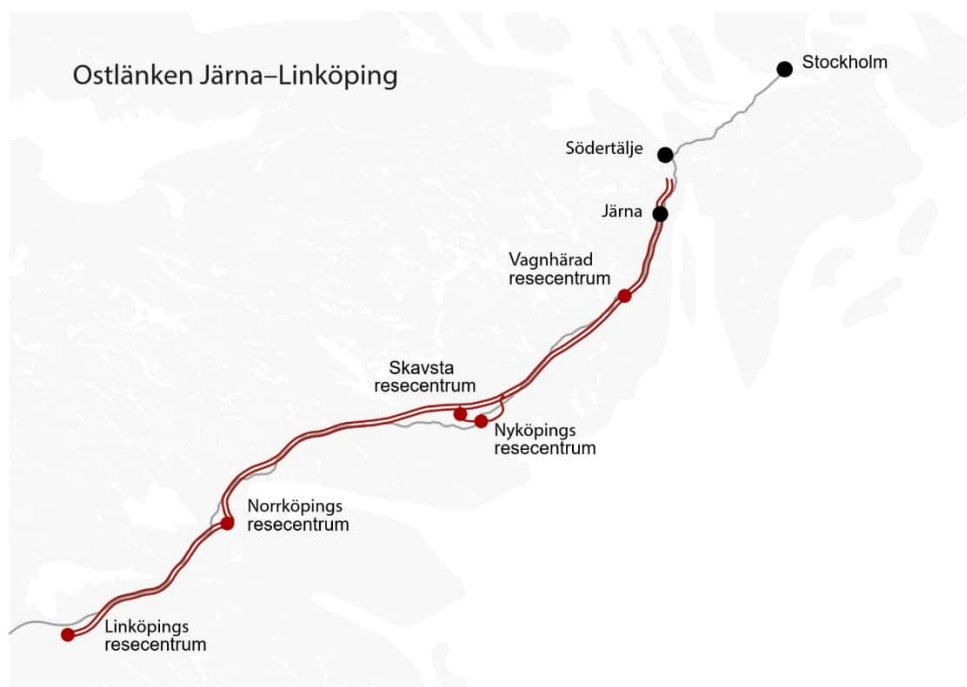 Ostlänken Järna–Linköping
Stockholm
Södertälje
Järna
Vagnhärad
resecentrum
Skavsta
resecentrum
Nyköpings
resecentrum
Norrköpings
resecentrum
Linköpings
resecentrum